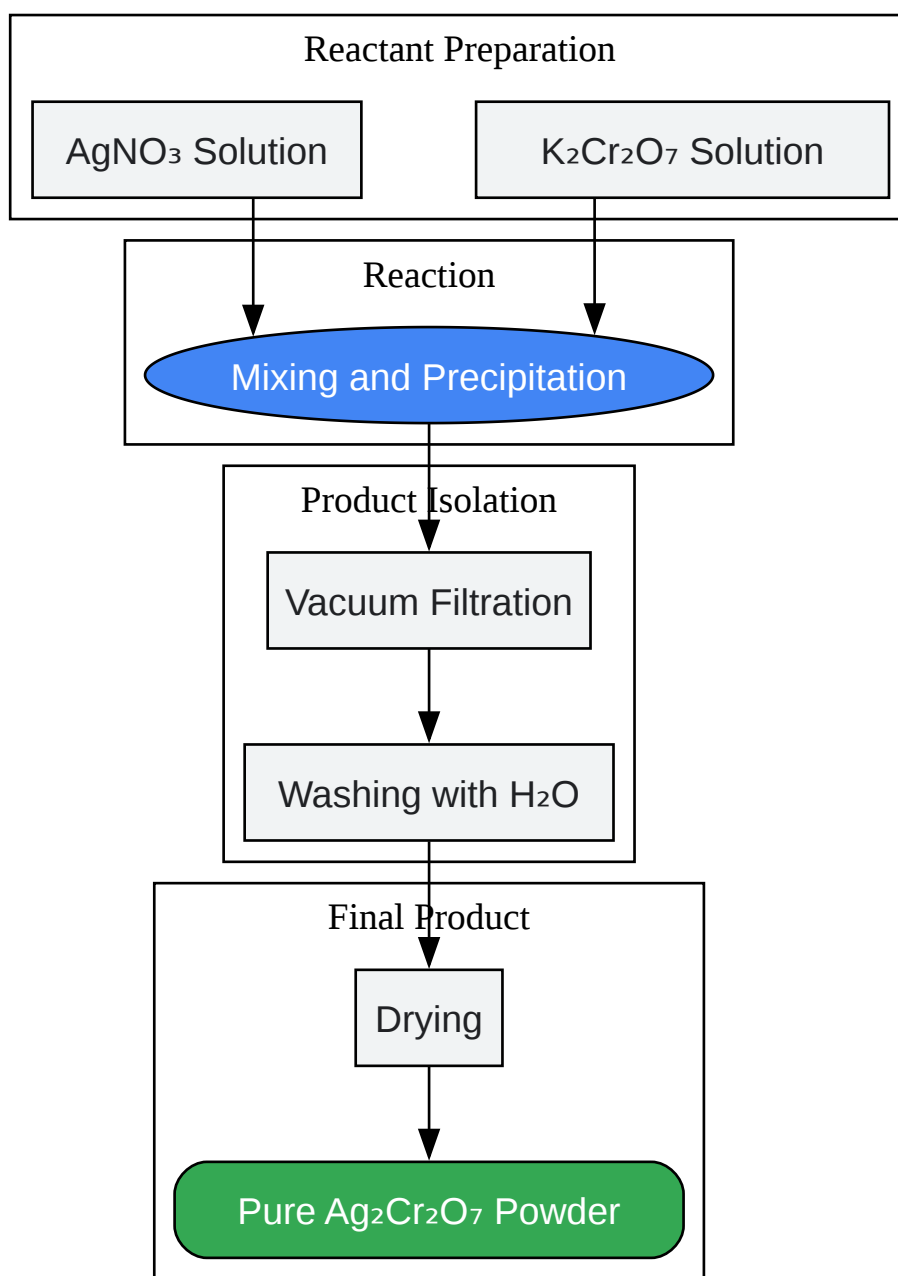 Reactant Preparation
AgNO₃ Solution
K₂Cr₂O₇ Solution
Reaction
Mixing and Precipitation
Product Isolation
Vacuum Filtration
Washing with H₂O
Final Product
Drying
Pure Ag₂Cr₂O₇ Powder